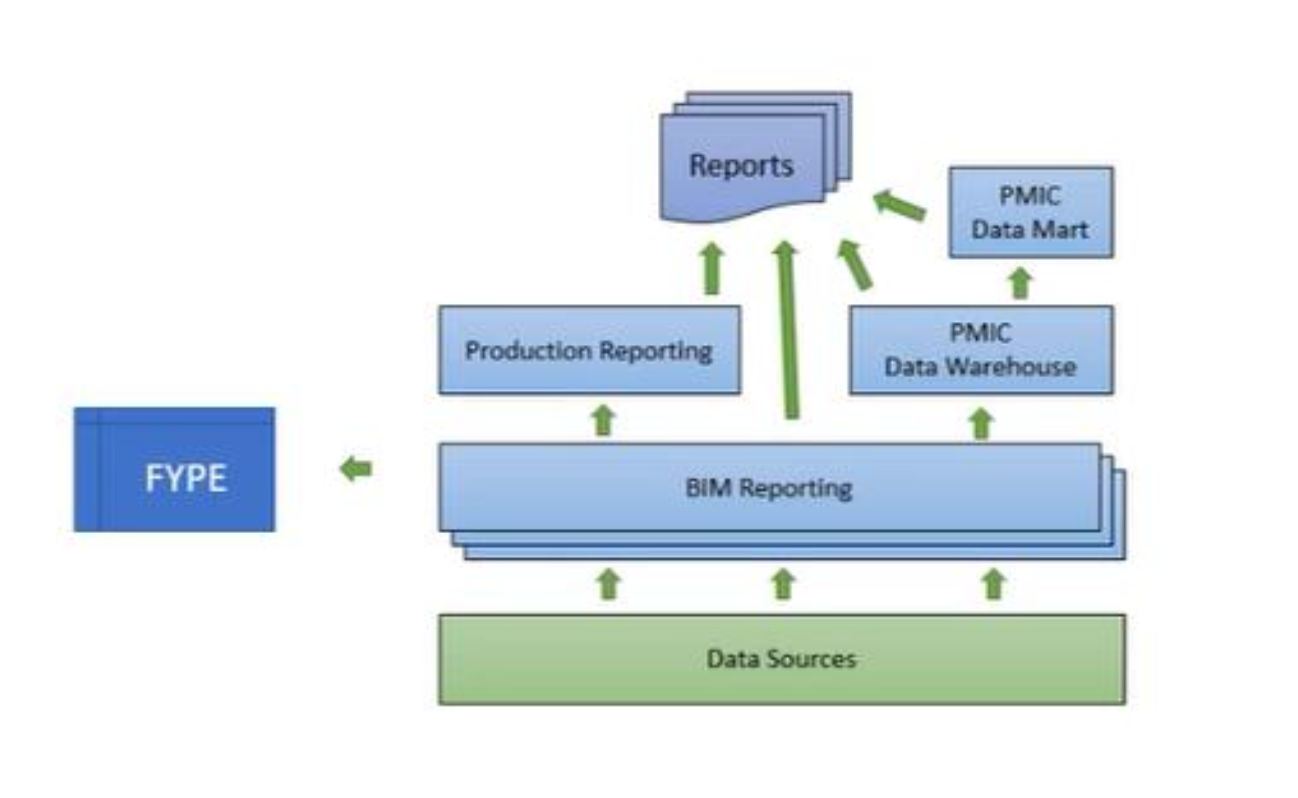 Reports
PMIC
Data Mart
Production Reporting
PMIC
Data Warehouse
FYPE
BIM Reporting
Data Sources